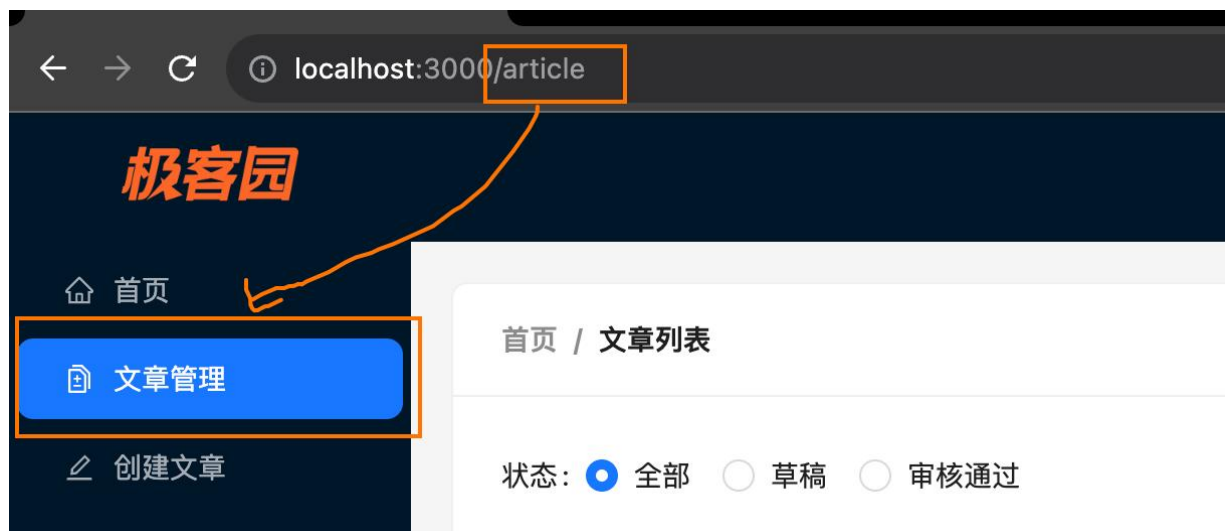 localhost:3000/article
极客园
首页
文章管理
创建文章
首页 / 文章列表
状态: 全部 草稿 审核通过